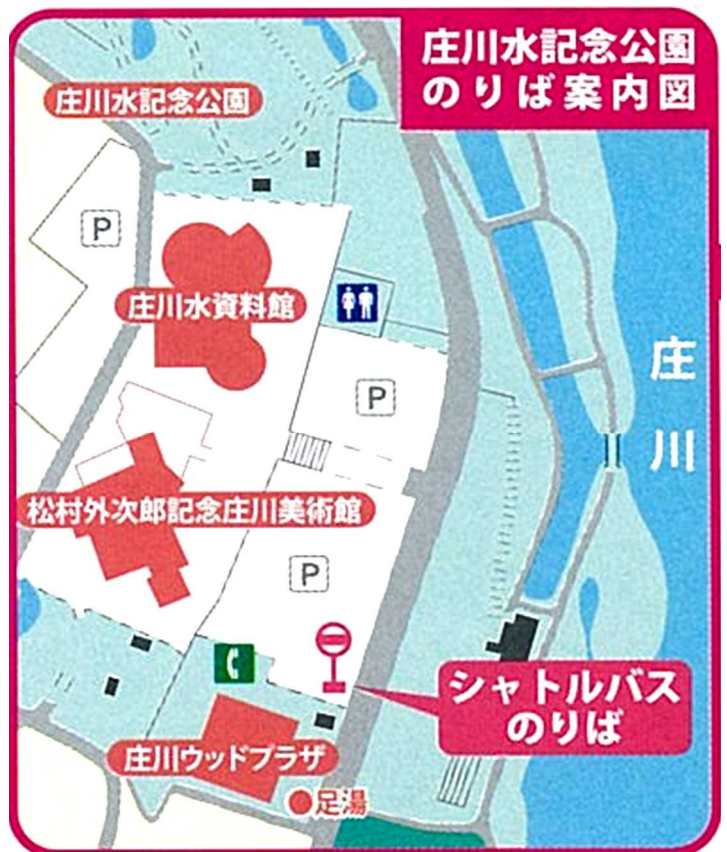 庄川水記念公園
のりば案内図
庄川水記念公園
P
庄川水資料館
P
庄川
松村外次郎記念庄川美術館
P
シャトルバス
のりば
庄川ウッドプラザ
足湯